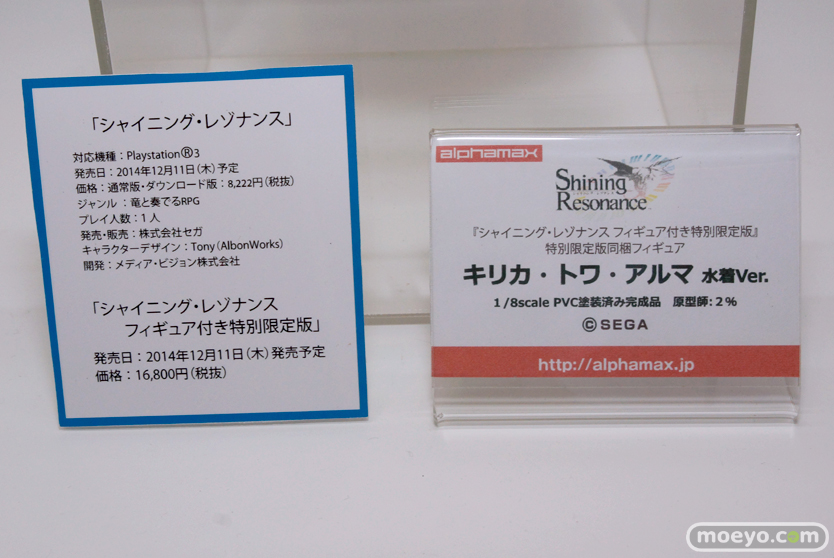 「シャイニング・レゾナンス」
対応機種：Playstation®3
発売日：2014年12月11日(木)予定
価格：通常版・ダウンロード版：8,222円(税抜)
ジャンル：竜と奏でるRPG
プレイ人数：1人
発売・販売：株式会社セガ
キャラクターデザイン：Tony(AlbonWorks)
開発：メディア・ビジョン株式会社
「シャイニング・レゾナンス
フィギュア付き特別限定版」
発売日：2014年12月11日(木)発売予定
価格：16,800円(税抜)
alphamax
Shining
Resonance
『シャイニング・レゾナンス フィギュア付き特別限定版』
特別限定版同梱フィギュア
キリカ・トワ・アルマ 水着Ver.
1/8scale PVC塗装済み完成品 原型師：2％
©SEGA
http://alphamax.jp
moeyo.com